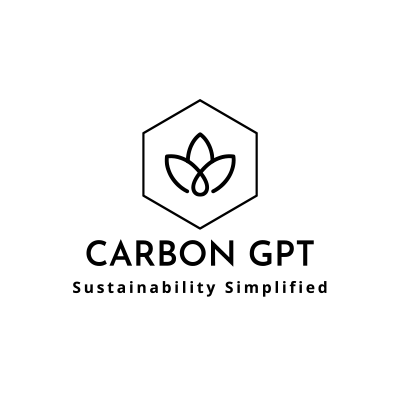 CARBON GPT
Sustainability Simplified